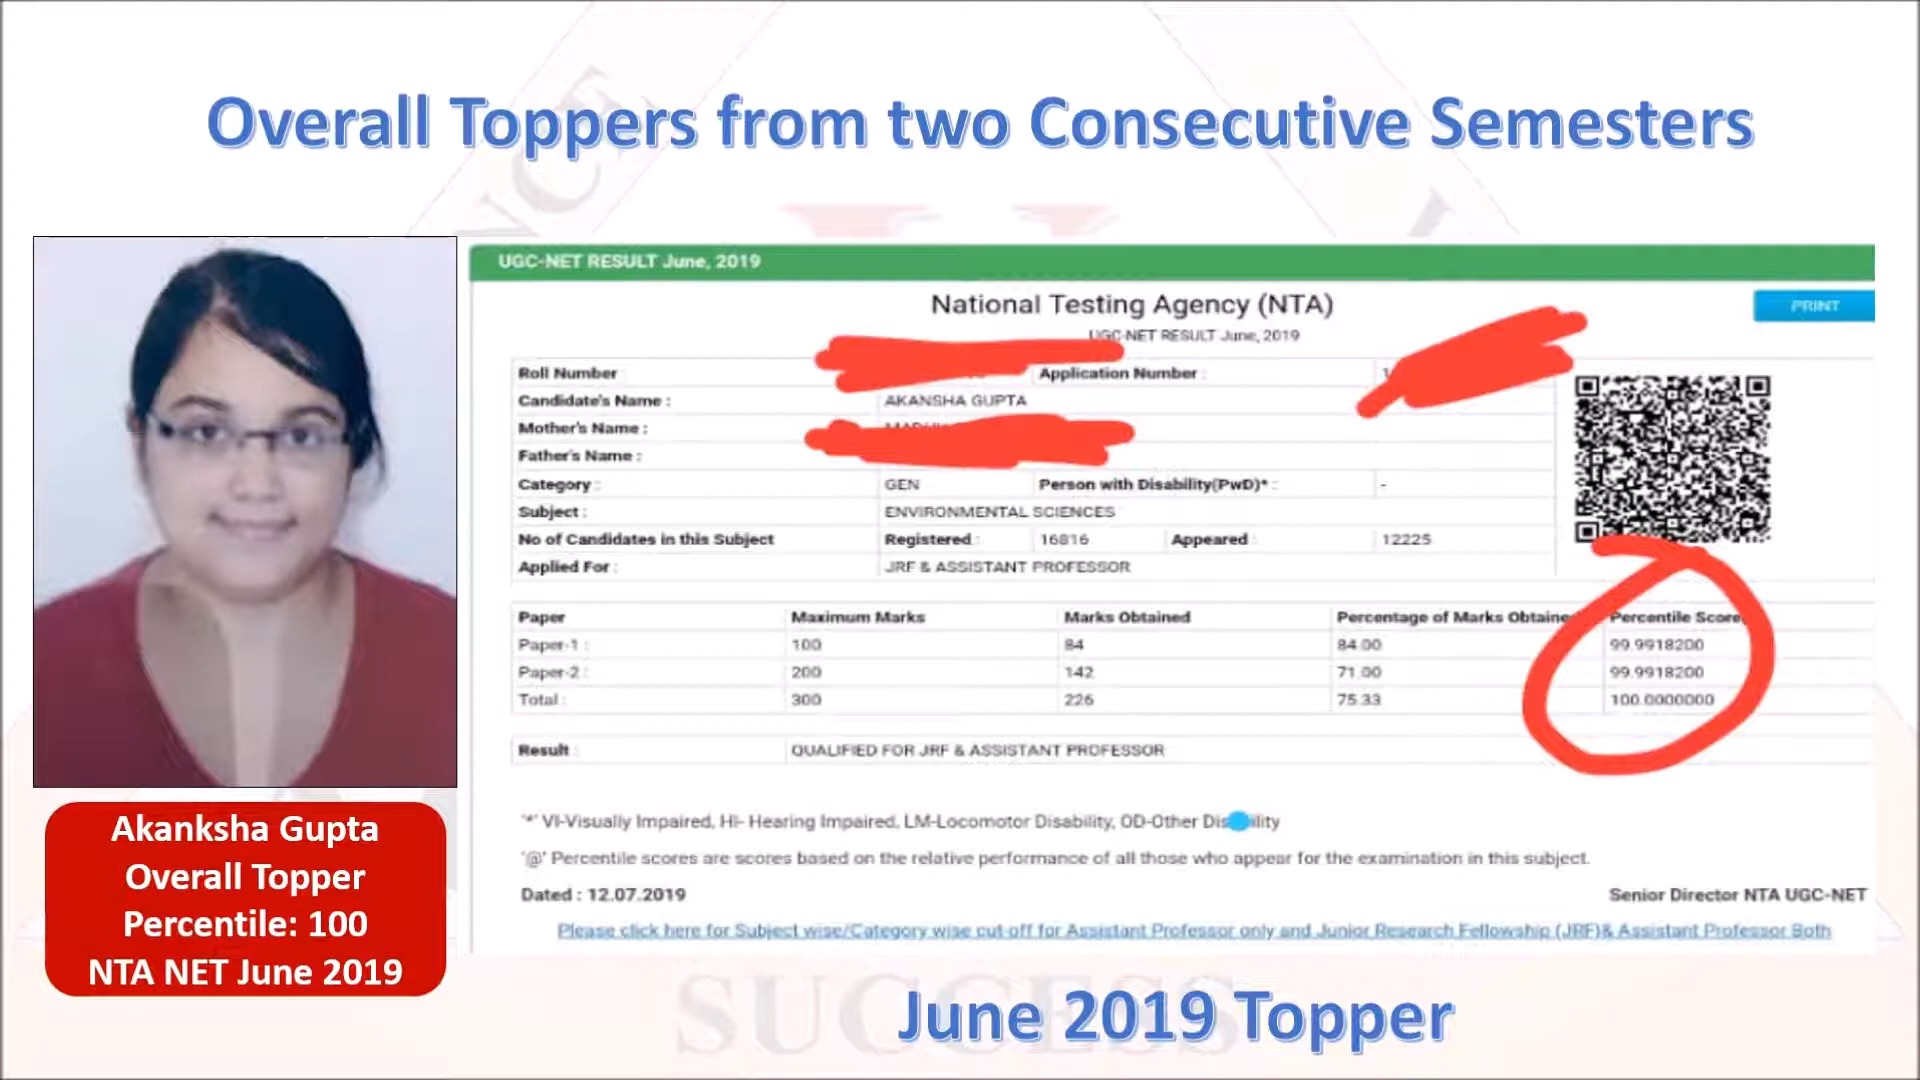 Overall Toppers from two Consecutive Semesters
UGC-NET RESULT June, 2019
National Testing Agency (NTA)
PRINT
UGC-NET RESULT June, 2019
Roll Number Application Number :
Candidate's Name : AKANSHA GUPTA
Mother's Name :
Father's Name :
Category : GEN Person with Disability(PwD)* : -
Subject : ENVIRONMENTAL SCIENCES
No of Candidates in this Subject Registered : 16816 Appeared : 12225
Applied For : JRF & ASSISTANT PROFESSOR
Paper Maximum Marks Marks Obtained Percentage of Marks Obtaine Percentile Score
Paper-1 : 100 84 84.00 99.9918200
Paper-2 : 200 142 71.00 99.9918200
Total : 300 226 75.33 100.0000000
Result : QUALIFIED FOR JRF & ASSISTANT PROFESSOR
'*' VI-Visually Impaired, HI- Hearing Impaired, LM-Locomotor Disability, OD-Other
'@' Percentile scores are scores based on the relative performance of all those who appear for the examination in this subject.
Dated : 12.07.2019 Senior Director NTA UGC-NET
Please click here for Subject wise/Category wise cut off for Assistant Professor only and Junior Research Fellowship (JRF)& Assistant Professor Both
Akanksha Gupta
Overall Topper
Percentile: 100
NTA NET June 2019
SUCCESS
June 2019 Topper